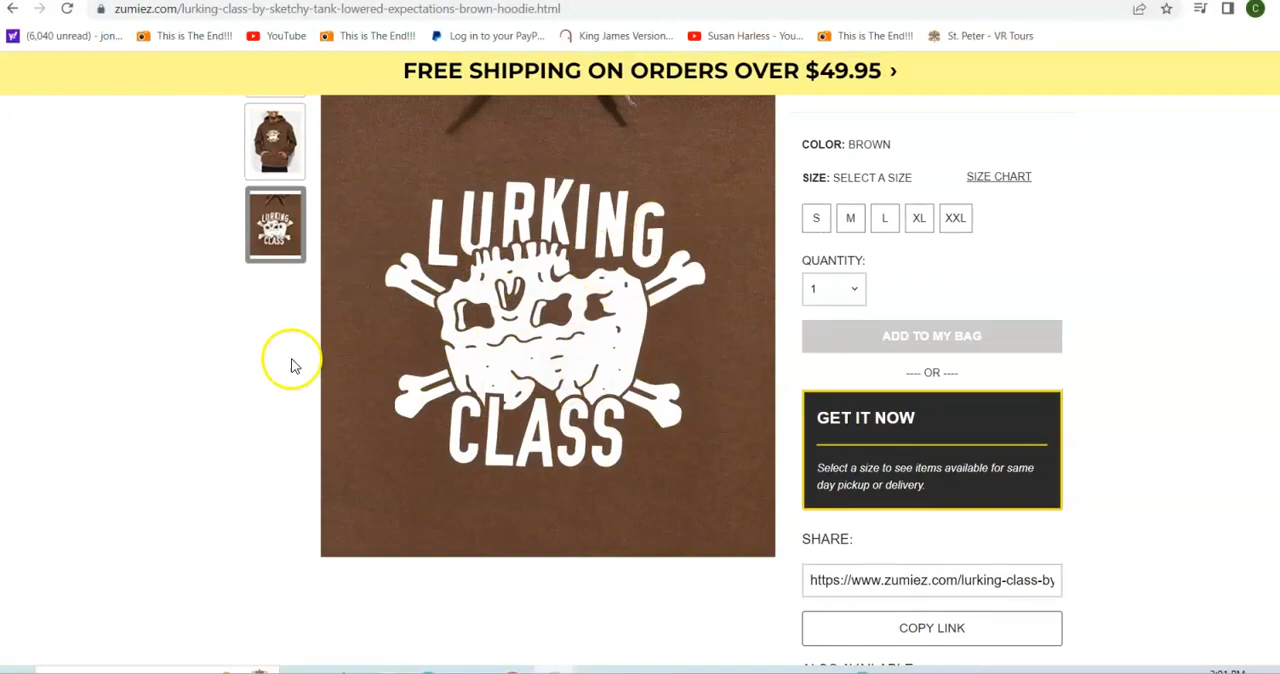 zumiez.com/lurking-class-by-sketchy-tank-lowered-expectations-brown-hoodie.html
C
(6,040 unread) - jon...
This is The End!!!
YouTube
This is The End!!!
Log in to your PayP...
King James Version...
Susan Harless - You...
This is The End!!!
St. Peter - VR Tours
FREE SHIPPING ON ORDERS OVER $49.95 ›
LURKING
CLASS
LURKING
CLASS
COLOR: BROWN
SIZE: SELECT A SIZE
SIZE CHART
S
M
L
XL
XXL
QUANTITY:
1
ADD TO MY BAG
---- OR ----
GET IT NOW
Select a size to see items available for same
day pickup or delivery.
SHARE:
https://www.zumiez.com/lurking-class-by
COPY LINK